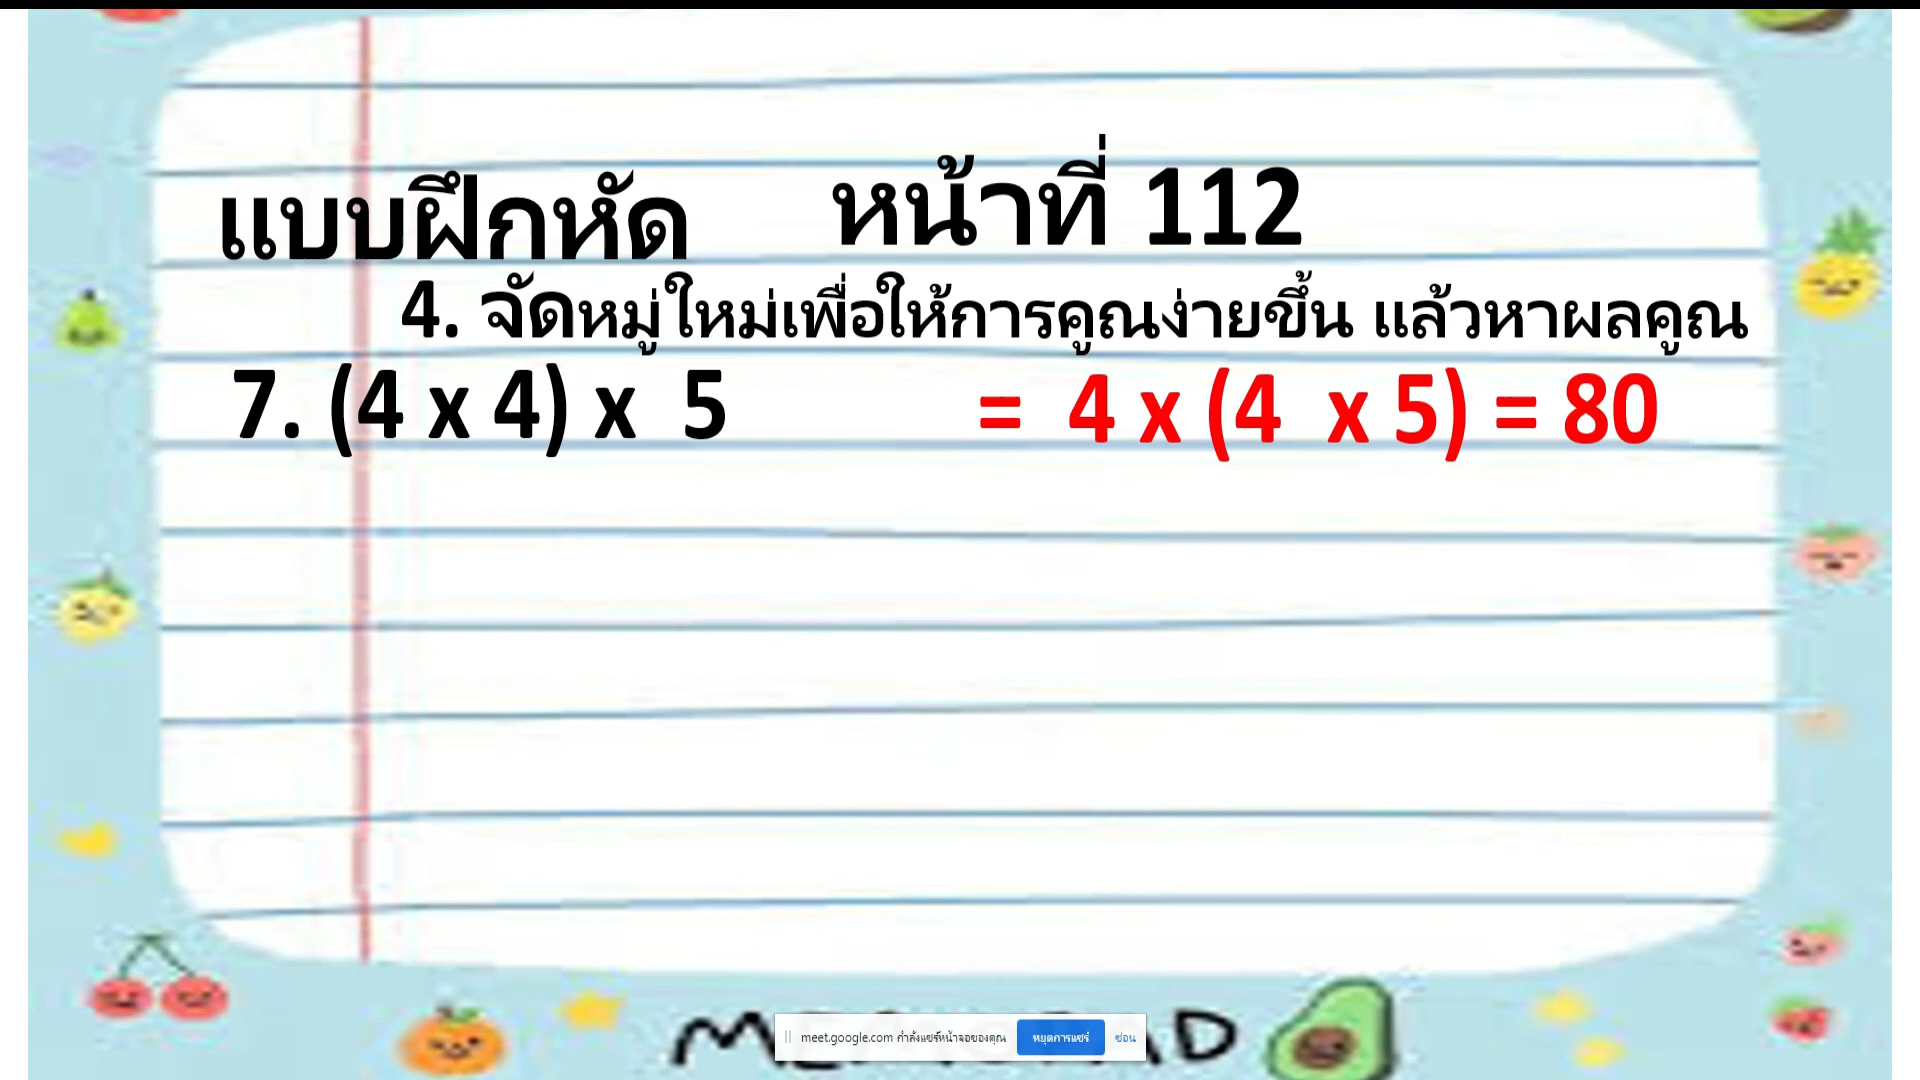 แบบฝึกหัด หน้าที่ 112
4. จัดหมู่ใหม่เพื่อให้การคูณง่ายขึ้น แล้วหาผลคูณ
7. (4 x 4) x 5 = 4 x (4 x 5) = 80
meet.google.com กำลังแชร์หน้าจอของคุณ หยุดการแชร์ ซ่อน